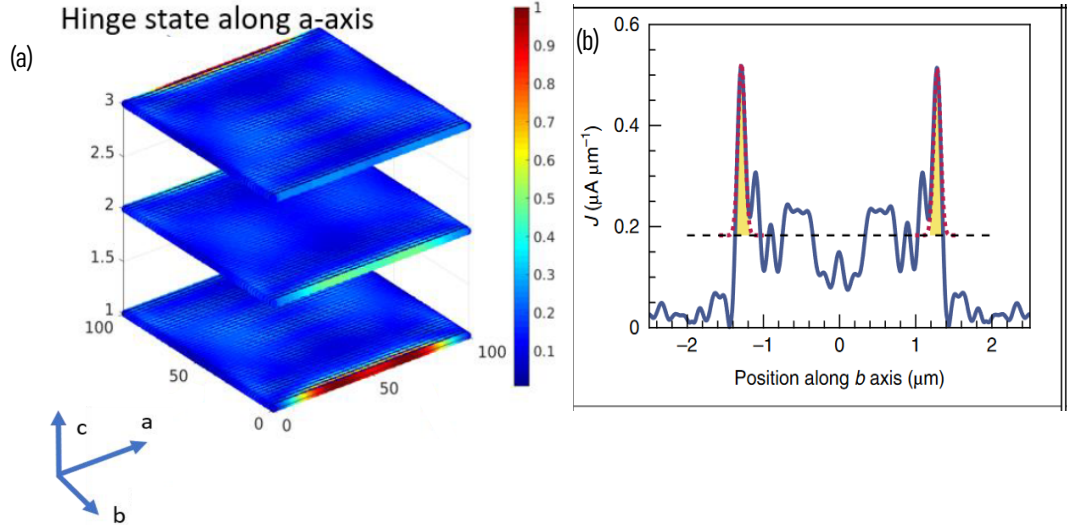 Hinge state along a-axis
(a)
3
2.5
2
1.5
1
100
50
0 0
50
100
1
0.9
0.8
0.7
0.6
0.5
0.4
0.3
0.2
0.1
c
a
b
(b)
0.6
0.4
0.2
0
J (μA μm⁻¹)
−2 −1 0 1 2
Position along b axis (μm)